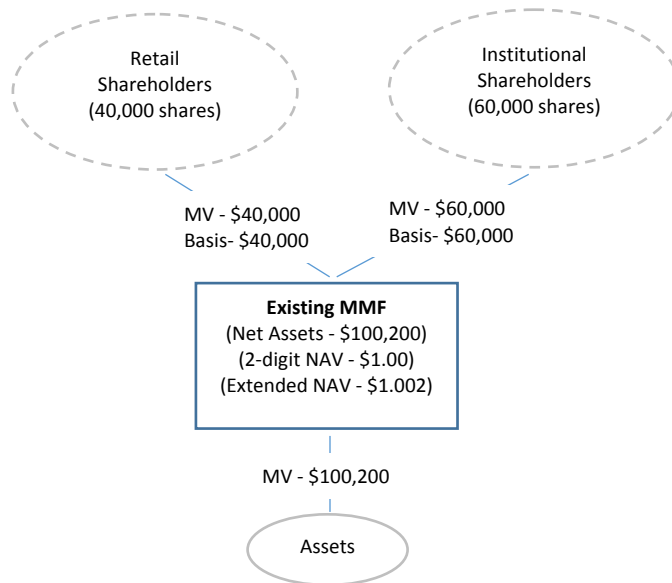 Retail
Shareholders
(40,000 shares)
Institutional
Shareholders
(60,000 shares)
MV - $40,000
Basis- $40,000
MV - $60,000
Basis- $60,000
Existing MMF
(Net Assets - $100,200)
(2-digit NAV - $1.00)
(Extended NAV - $1.002)
MV - $100,200
Assets